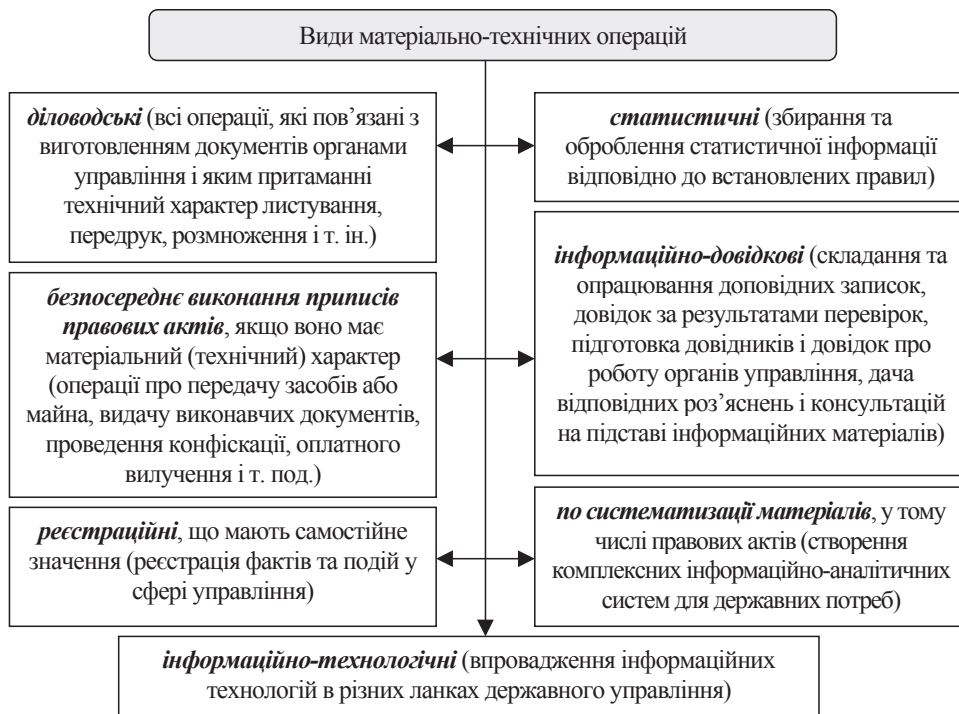 Види матеріально-технічних операцій
діловодські (всі операції, які пов’язані з
виготовленням документів органами
управління і яким притаманні
технічний характер листування,
передрук, розмноження і т. ін.)
статистичні (збирання та
оброблення статистичної інформації
відповідно до встановлених правил)
безпосереднє виконання приписів
правових актів, якщо воно має
матеріальний (технічний) характер
(операції про передачу засобів або
майна, видачу виконавчих документів,
проведення конфіскації, оплатного
вилучення і т. под.)
інформаційно-довідкові (складання та
опрацювання доповідних записок,
довідок за результатами перевірок,
підготовка довідників і довідок про
роботу органів управління, дача
відповідних роз’яснень і консультацій
на підставі інформаційних матеріалів)
реєстраційні, що мають самостійне
значення (реєстрація фактів та подій у
сфері управління)
по систематизації матеріалів, у тому
числі правових актів (створення
комплексних інформаційно-аналітичних
систем для державних потреб)
інформаційно-технологічні (впровадження інформаційних
технологій в різних ланках державного управління)